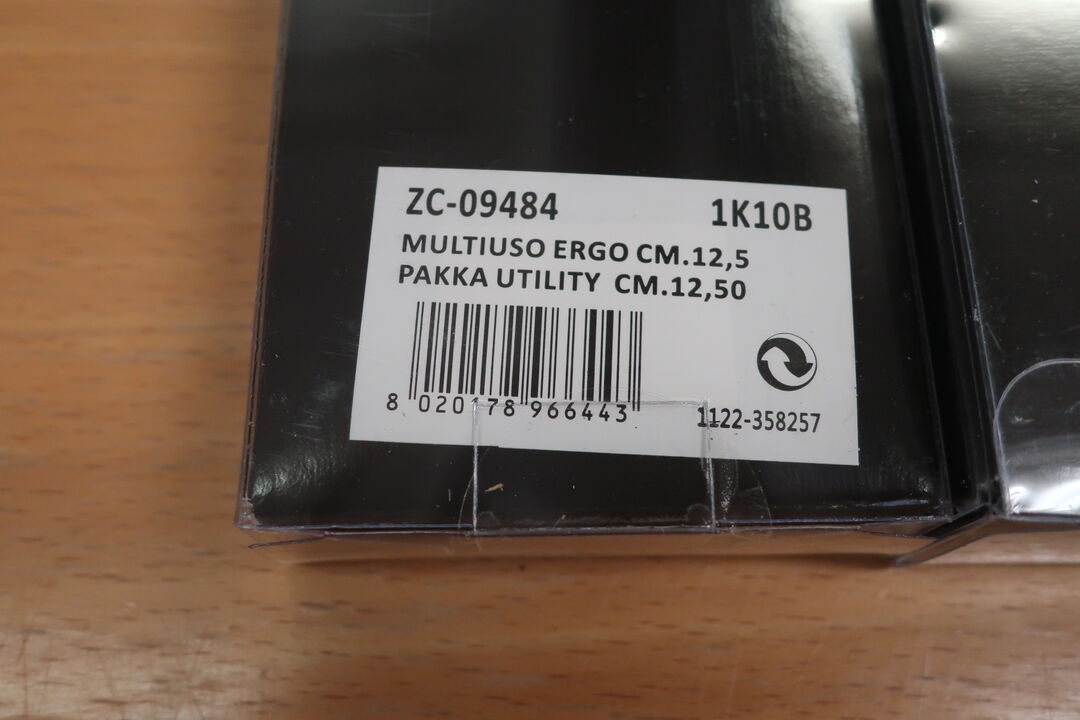 ZC-09484 1K10B
MULTIUSO ERGO CM.12,5
PAKKA UTILITY CM.12,50
8 020178 966443
1122-358257